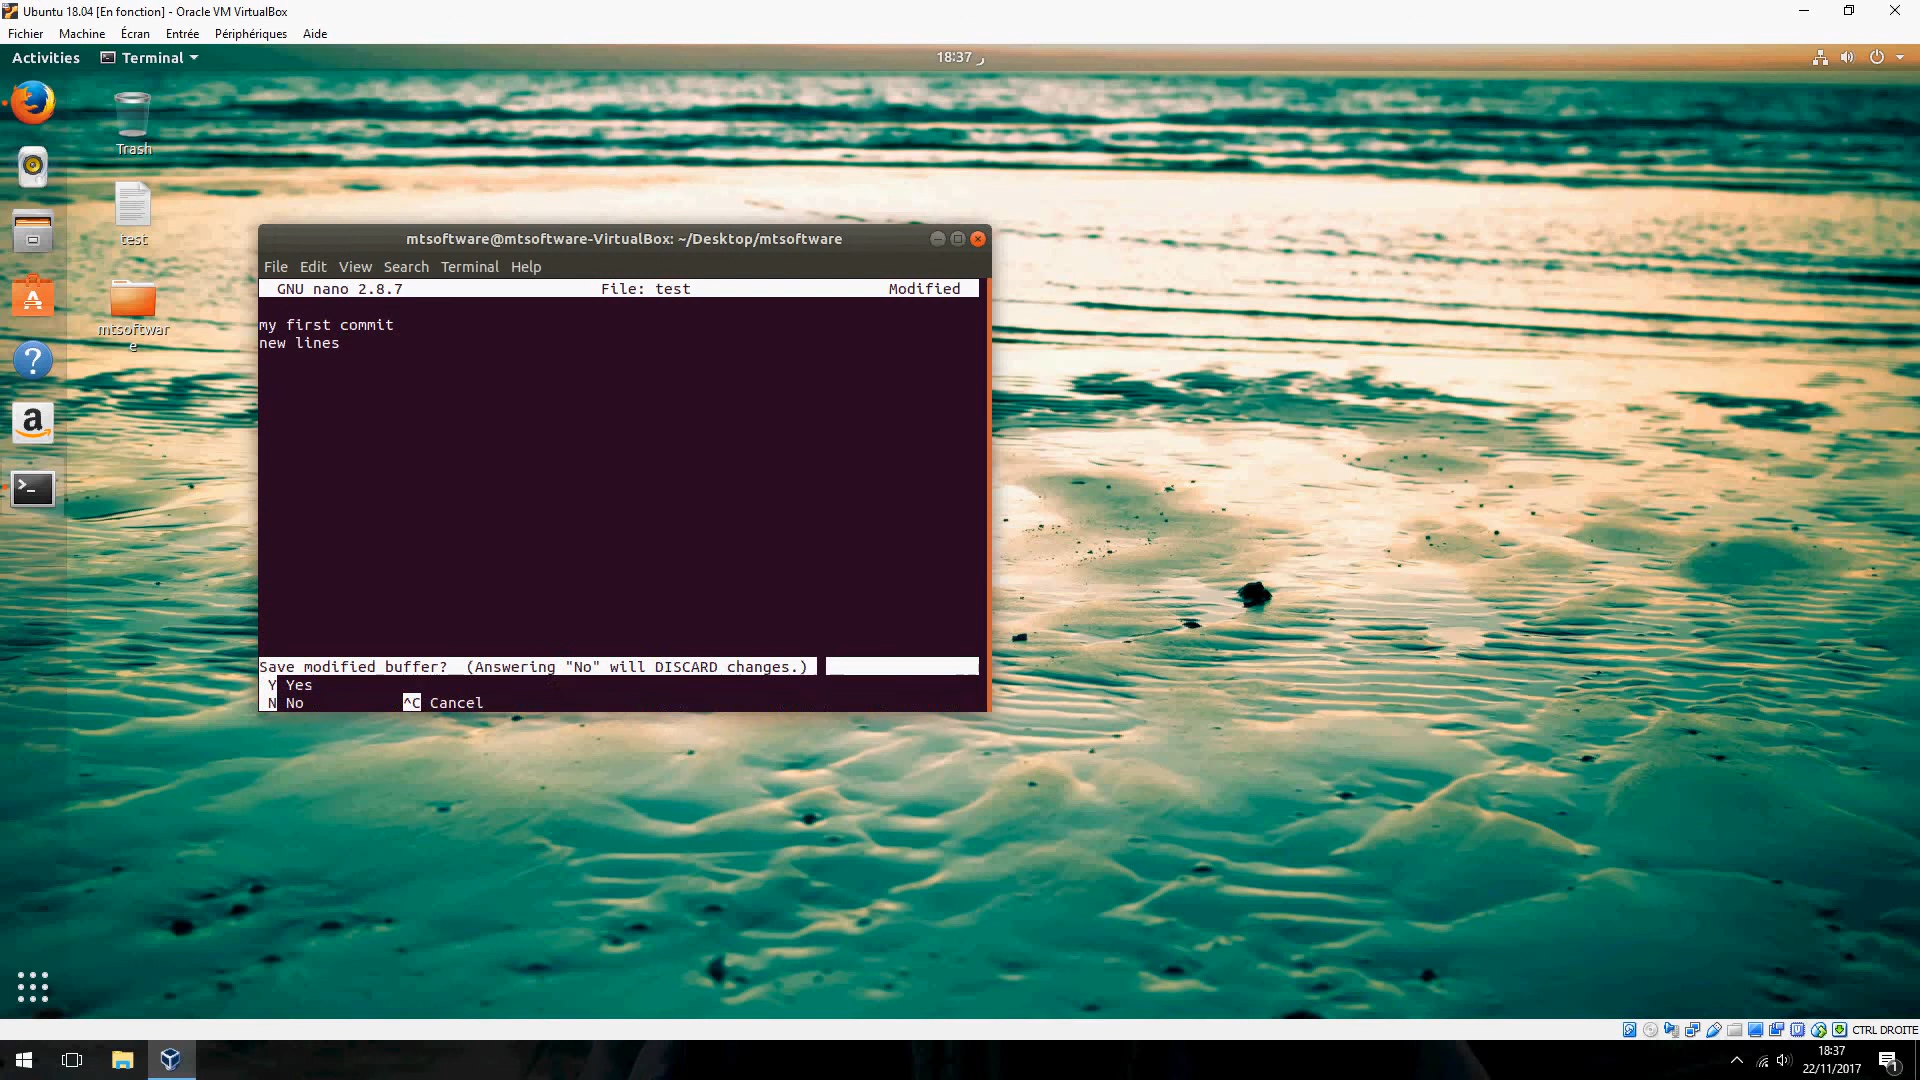 Ubuntu 18.04 [En fonction] - Oracle VM VirtualBox
Fichier Machine Écran Entrée Périphériques Aide
Activities Terminal 18:37 ر
Trash
test
mtsoftwar
e
mtsoftware@mtsoftware-VirtualBox: ~/Desktop/mtsoftware
File Edit View Search Terminal Help
GNU nano 2.8.7 File: test Modified
my first commit
new lines
Save modified buffer? (Answering "No" will DISCARD changes.)
Y Yes
N No ^C Cancel
CTRL DROITE
18:37
22/11/2017
1